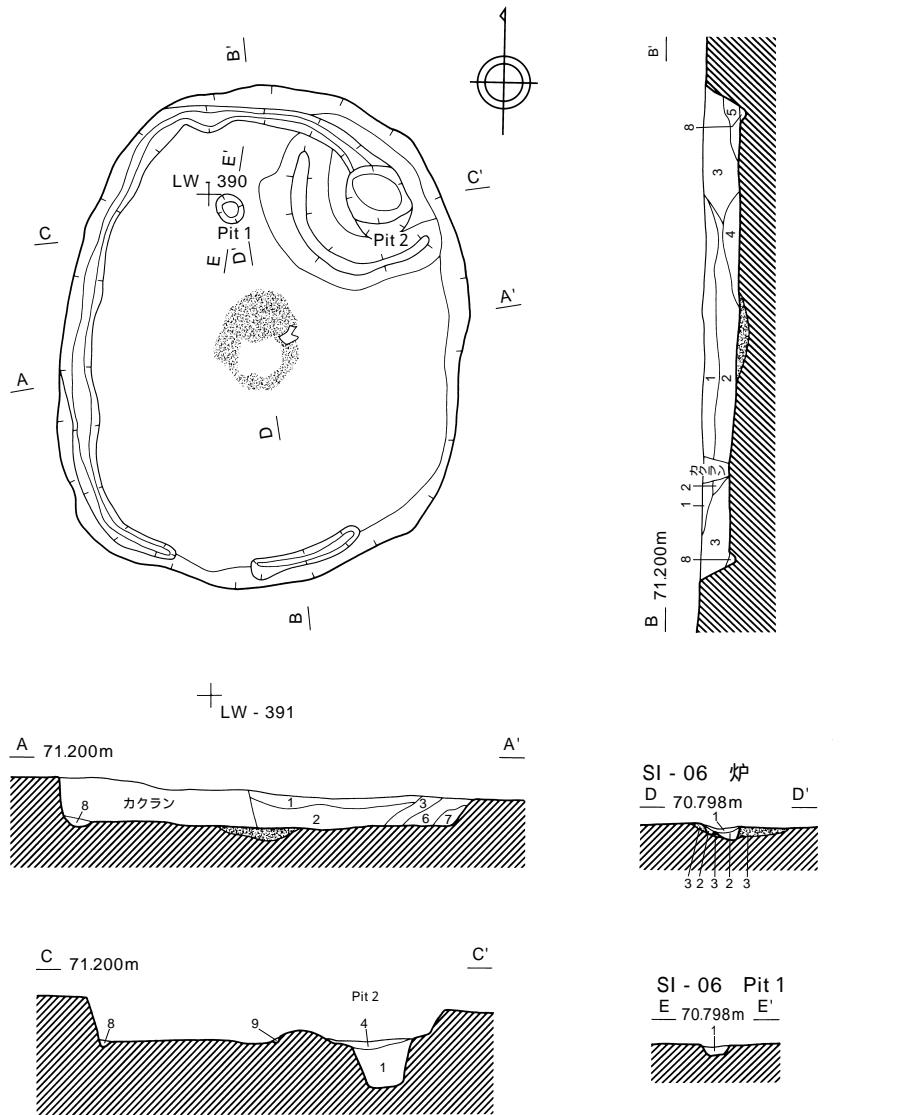 B'
B'
E'
LW - 390
C'
8
5
3
C
Pit 1
Pit 2
E
D'
4
A'
A
1
2
D
カクラン
2
1
3
8
B
B 71.200m
LW - 391
A 71.200m
A'
8
カクラン
1
3
2
6
7
SI - 06 炉
D 70.798m D'
1
3 2 3 2 3
C 71.200m
C'
Pit 2
8
9
4
1
SI - 06 Pit 1
E 70.798m E'
1